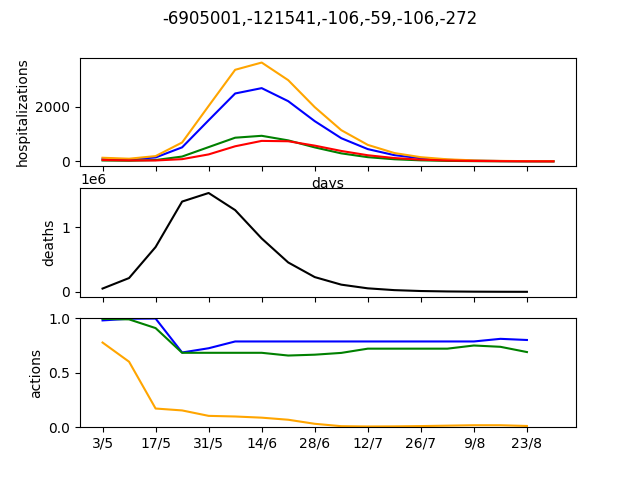 -6905001,-121541,-106,-59,-106,-272
hospitalizations
2000
0
days
1e6
deaths
1
0
actions
1.0
0.5
0.0
3/5 17/5 31/5 14/6 28/6 12/7 26/7 9/8 23/8